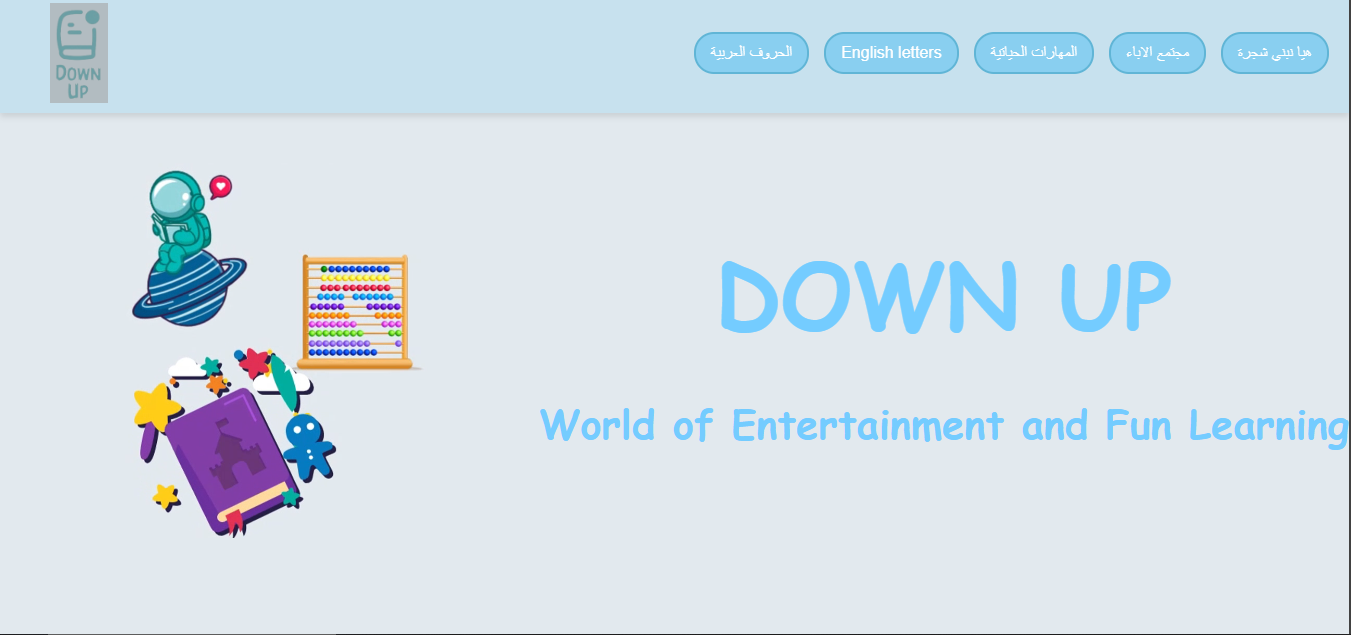 DOWN
UP
الحروف العربية
English letters
المهارات الحياتية
مجتمع الاباء
هيا نبني شجرة
DOWN UP
World of Entertainment and Fun Learning